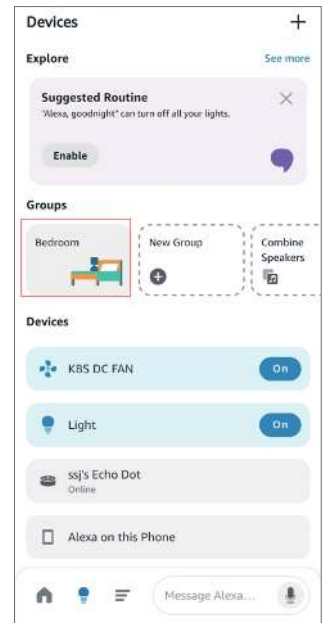 Devices
Explore See more
Suggested Routine
"Alexa, goodnight" can turn off all your lights.
Enable
Groups
Bedroom
New Group
Combine
Speakers
Devices
KBS DC FAN On
Light On
ssj's Echo Dot
Online
Alexa on this Phone
Message Alexa...